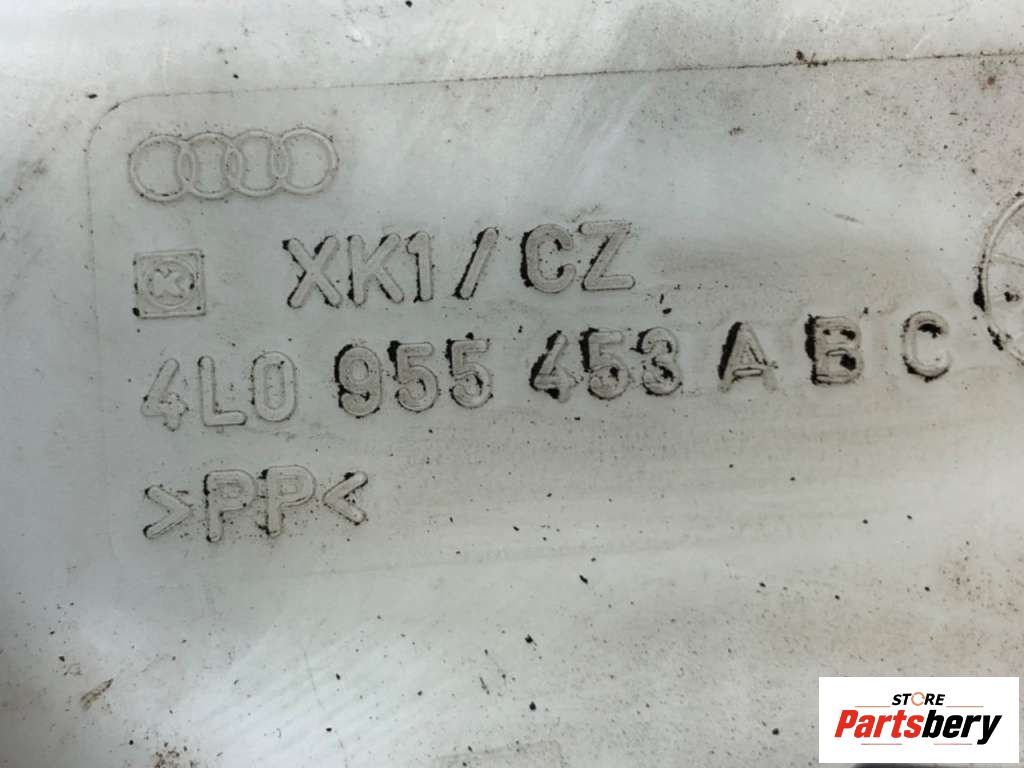 XK1/CZ
4L0 955 453 A B C
>PP<
STORE
Partsbery